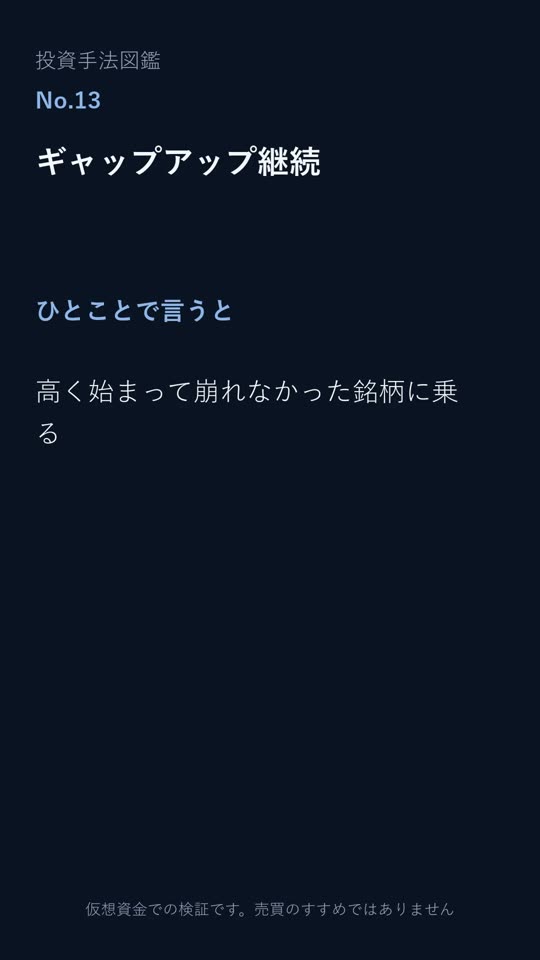 投資手法図鑑
No.13
ギャップアップ継続
ひとことで言うと
高く始まって崩れなかった銘柄に乗
る
仮想資金での検証です。売買のすすめではありません